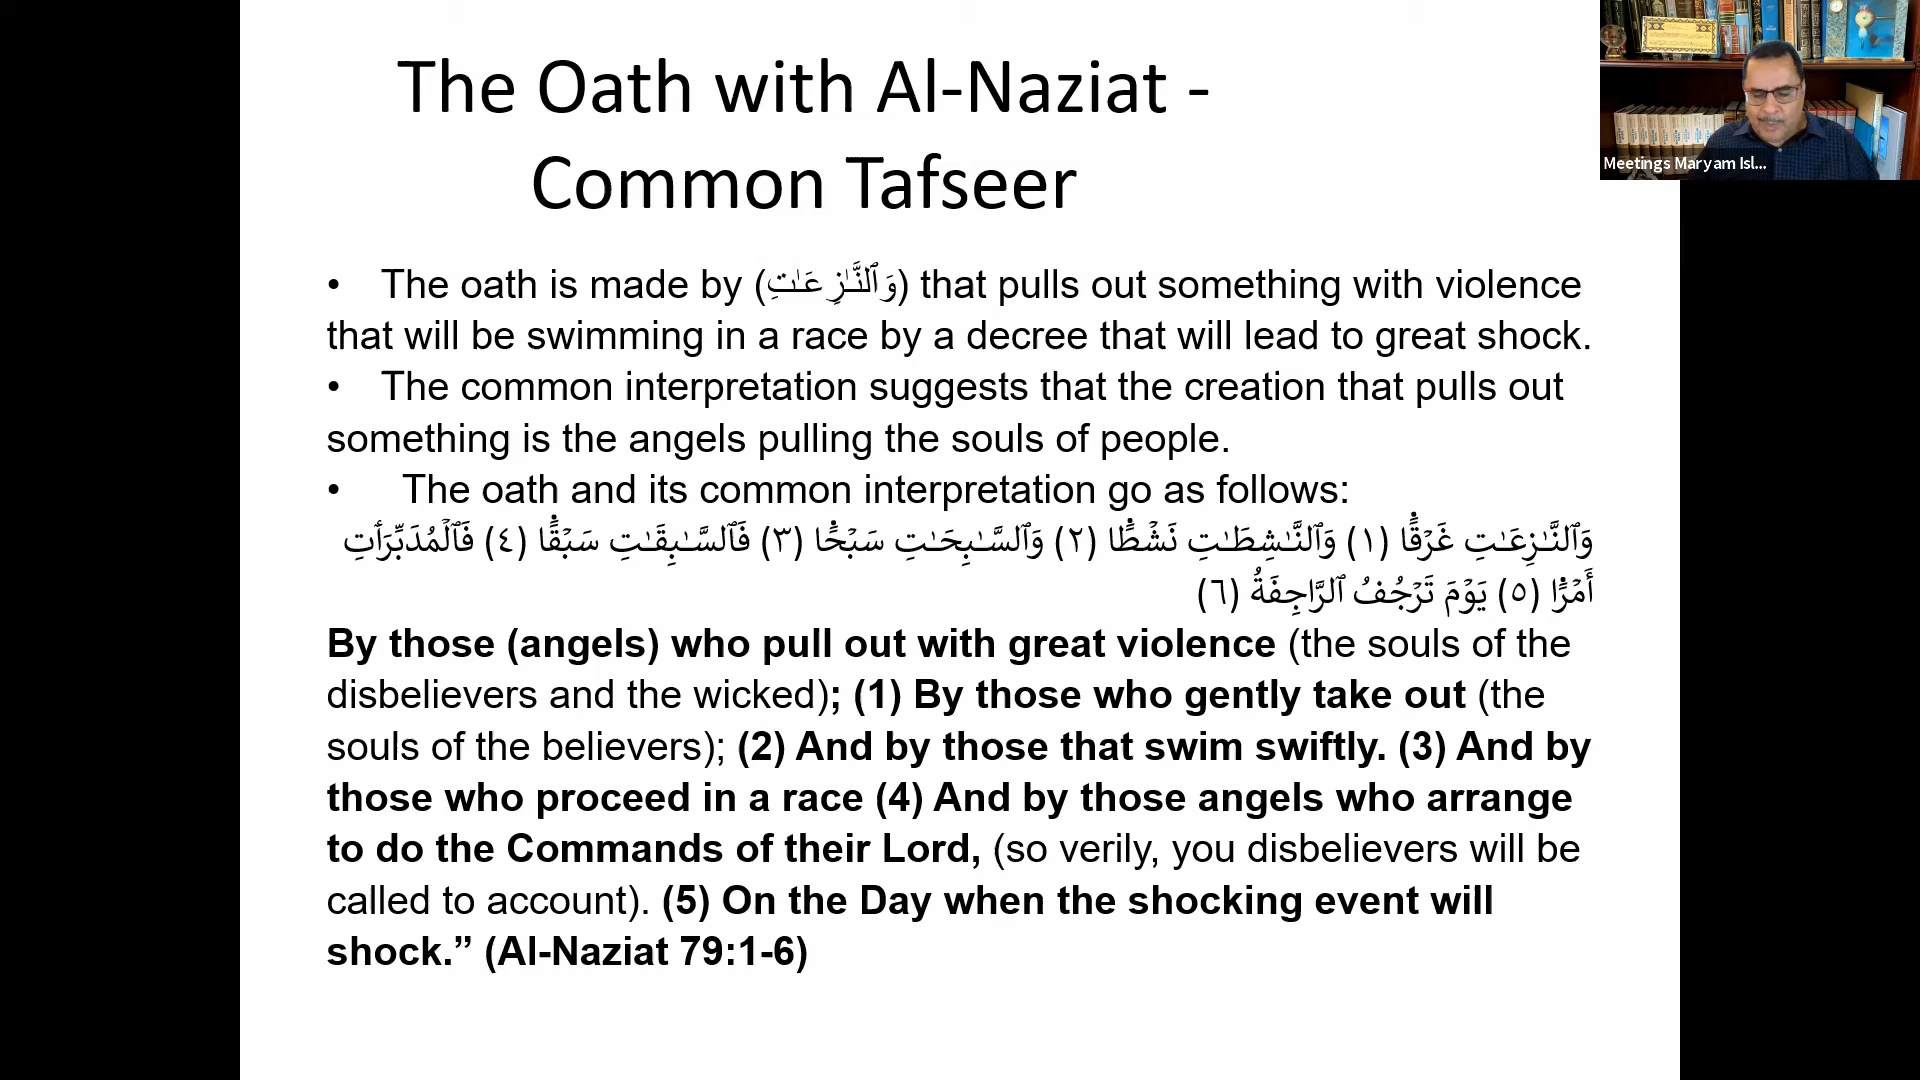 The Oath with Al-Naziat -
Common Tafseer
Meetings Maryam Isl...
• The oath is made by (وَٱلنَّـٰزِعَـٰتِ) that pulls out something with violence
that will be swimming in a race by a decree that will lead to great shock.
• The common interpretation suggests that the creation that pulls out
something is the angels pulling the souls of people.
• The oath and its common interpretation go as follows:
وَٱلنَّـٰزِعَـٰتِ غَرْقًا (١) وَٱلنَّـٰشِطَـٰتِ نَشْطًا (٢) وَٱلسَّـٰبِحَـٰتِ سَبْحًا (٣) فَٱلسَّـٰبِقَـٰتِ سَبْقًا (٤) فَٱلْمُدَبِّرَٲتِ
أَمْرًا (٥) يَوْمَ تَرْجُفُ ٱلرَّاجِفَةُ (٦)
By those (angels) who pull out with great violence (the souls of the
disbelievers and the wicked); (1) By those who gently take out (the
souls of the believers); (2) And by those that swim swiftly. (3) And by
those who proceed in a race (4) And by those angels who arrange
to do the Commands of their Lord, (so verily, you disbelievers will be
called to account). (5) On the Day when the shocking event will
shock.” (Al-Naziat 79:1-6)